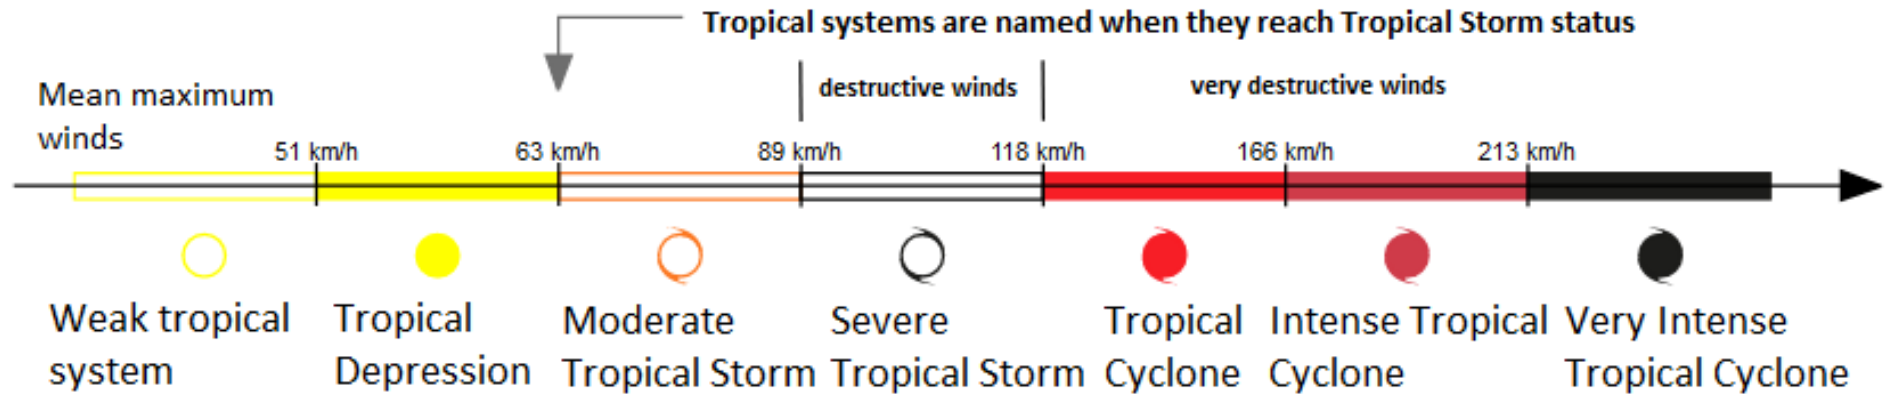 Tropical systems are named when they reach Tropical Storm status
Mean maximum
winds
destructive winds
very destructive winds
51 km/h
63 km/h
89 km/h
118 km/h
166 km/h
213 km/h
Weak tropical
system
Tropical
Depression
Moderate
Tropical Storm
Severe
Tropical Storm
Tropical
Cyclone
Intense Tropical
Cyclone
Very Intense
Tropical Cyclone